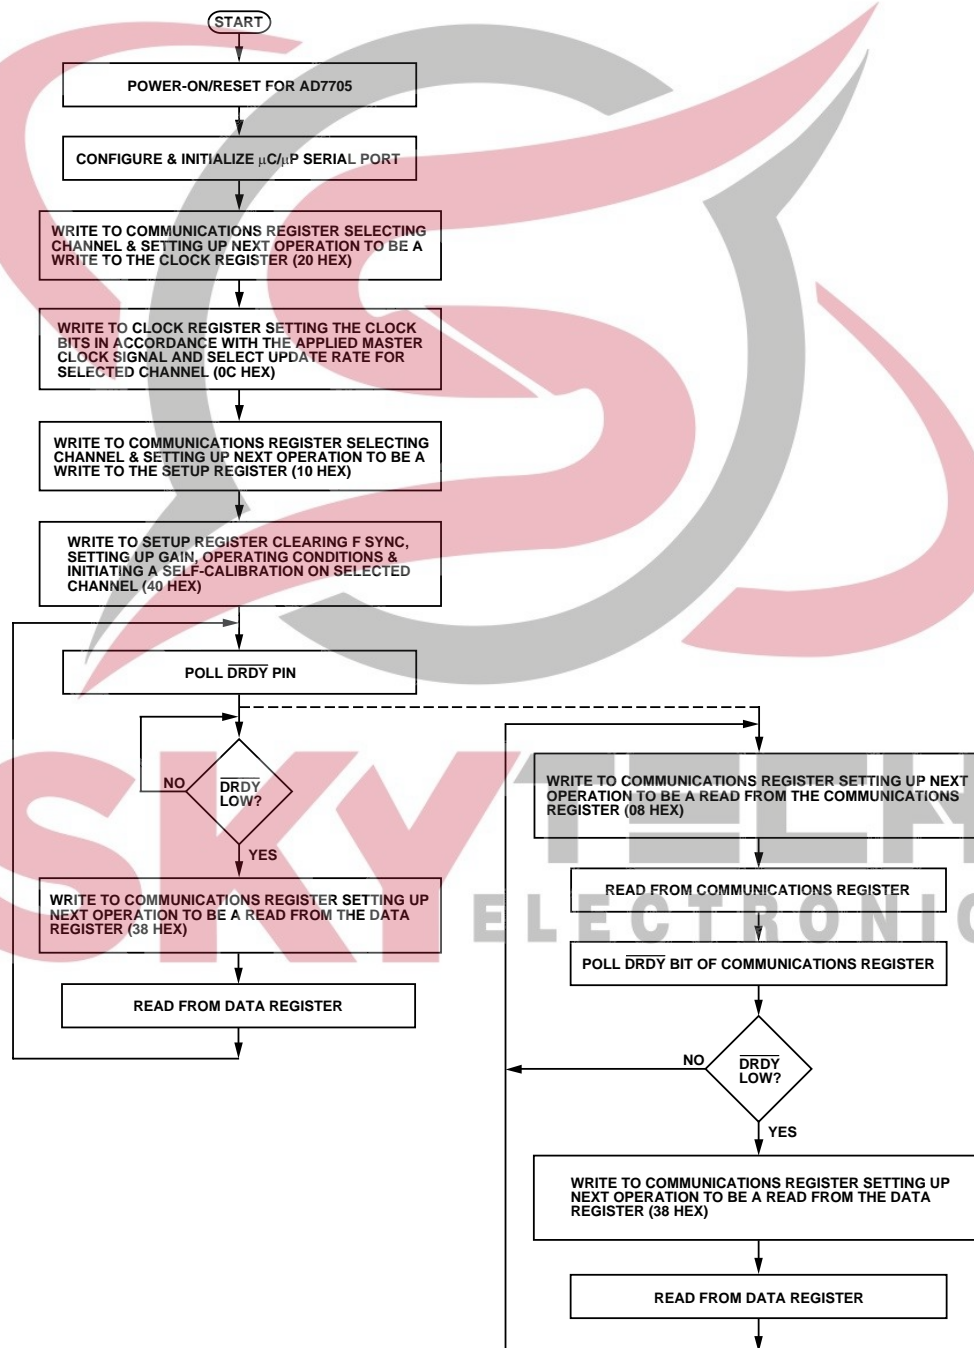 START
POWER-ON/RESET FOR AD7705
CONFIGURE & INITIALIZE μC/μP SERIAL PORT
WRITE TO COMMUNICATIONS REGISTER SELECTING
CHANNEL & SETTING UP NEXT OPERATION TO BE A
WRITE TO THE CLOCK REGISTER (20 HEX)
WRITE TO CLOCK REGISTER SETTING THE CLOCK
BITS IN ACCORDANCE WITH THE APPLIED MASTER
CLOCK SIGNAL AND SELECT UPDATE RATE FOR
SELECTED CHANNEL (0C HEX)
WRITE TO COMMUNICATIONS REGISTER SELECTING
CHANNEL & SETTING UP NEXT OPERATION TO BE A
WRITE TO THE SETUP REGISTER (10 HEX)
WRITE TO SETUP REGISTER CLEARING F SYNC,
SETTING UP GAIN, OPERATING CONDITIONS &
INITIATING A SELF-CALIBRATION ON SELECTED
CHANNEL (40 HEX)
POLL D̅R̅D̅Y̅ PIN
NO
D̅R̅D̅Y̅
LOW?
YES
WRITE TO COMMUNICATIONS REGISTER SETTING UP
NEXT OPERATION TO BE A READ FROM THE DATA
REGISTER (38 HEX)
READ FROM DATA REGISTER
WRITE TO COMMUNICATIONS REGISTER SETTING UP NEXT
OPERATION TO BE A READ FROM THE COMMUNICATIONS
REGISTER (08 HEX)
READ FROM COMMUNICATIONS REGISTER
POLL D̅R̅D̅Y̅ BIT OF COMMUNICATIONS REGISTER
NO
D̅R̅D̅Y̅
LOW?
YES
WRITE TO COMMUNICATIONS REGISTER SETTING UP
NEXT OPERATION TO BE A READ FROM THE DATA
REGISTER (38 HEX)
READ FROM DATA REGISTER
SKYTECH
ELECTRONIC